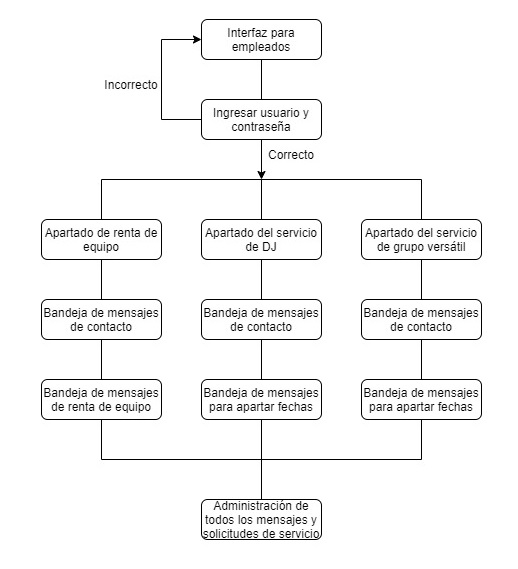 Interfaz para
empleados
Incorrecto
Ingresar usuario y
contraseña
Correcto
Apartado de renta de
equipo
Apartado del servicio
de DJ
Apartado del servicio
de grupo versátil
Bandeja de mensajes
de contacto
Bandeja de mensajes
de contacto
Bandeja de mensajes
de contacto
Bandeja de mensajes
de renta de equipo
Bandeja de mensajes
para apartar fechas
Bandeja de mensajes
para apartar fechas
Administración de
todos los mensajes y
solicitudes de servicio